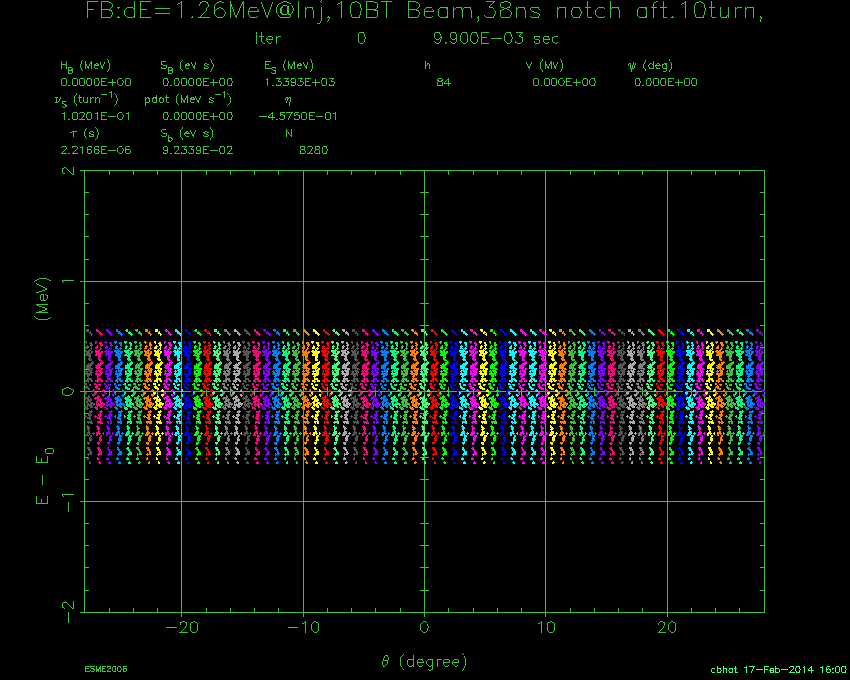 FB:dE=1.26MeV@Inj,10BT Beam,38ns notch aft.10turn,
Iter 0 9.900E-03 sec
H_B (MeV) S_B (eV s) E_S (MeV) h V (MV) ψ (deg)
0.0000E+00 0.0000E+00 1.3393E+03 84 0.000E+00 0.000E+00
ν_S (turn⁻¹) pdot (MeV s⁻¹) η
1.0201E-01 0.0000E+00 -4.5750E-01
τ (s) S_b (eV s) N
2.2166E-06 9.2339E-02 8280
2
1
0
-1
-2
E - E_0 (MeV)
-20 -10 0 10 20
θ (degree)
ESME2006
cbhat 17-Feb-2014 16:00